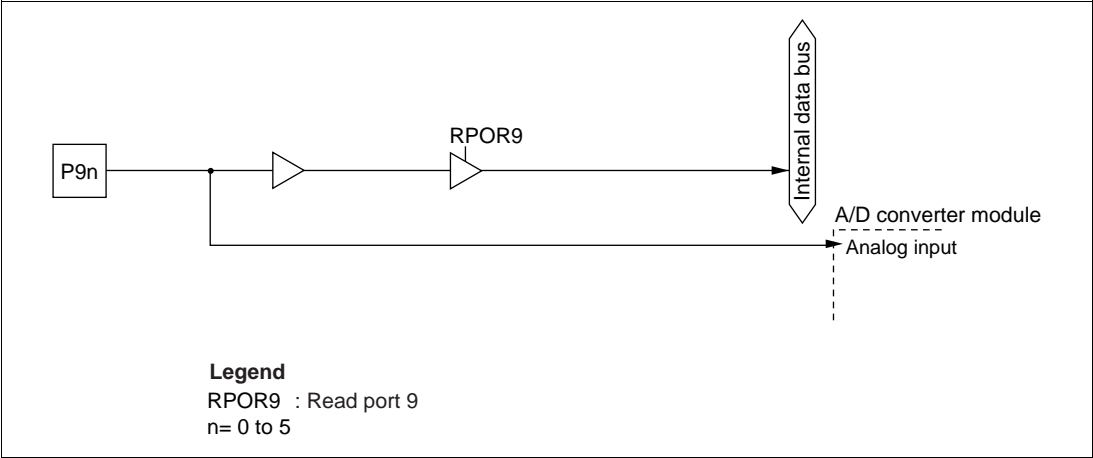 RPOR9
P9n
Internal data bus
A/D converter module
Analog input
Legend
RPOR9 : Read port 9
n= 0 to 5